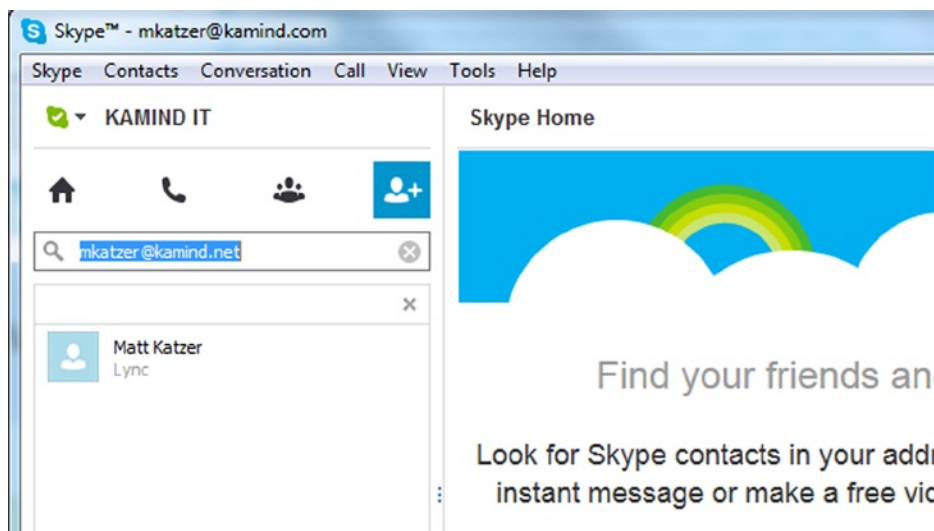 Skype™ - mkatzer@kamind.com
Skype Contacts Conversation Call View Tools Help
KAMIND IT
mkatzer@kamind.net
Matt Katzer
Lync
Skype Home
Find your friends an
Look for Skype contacts in your addr
instant message or make a free vid